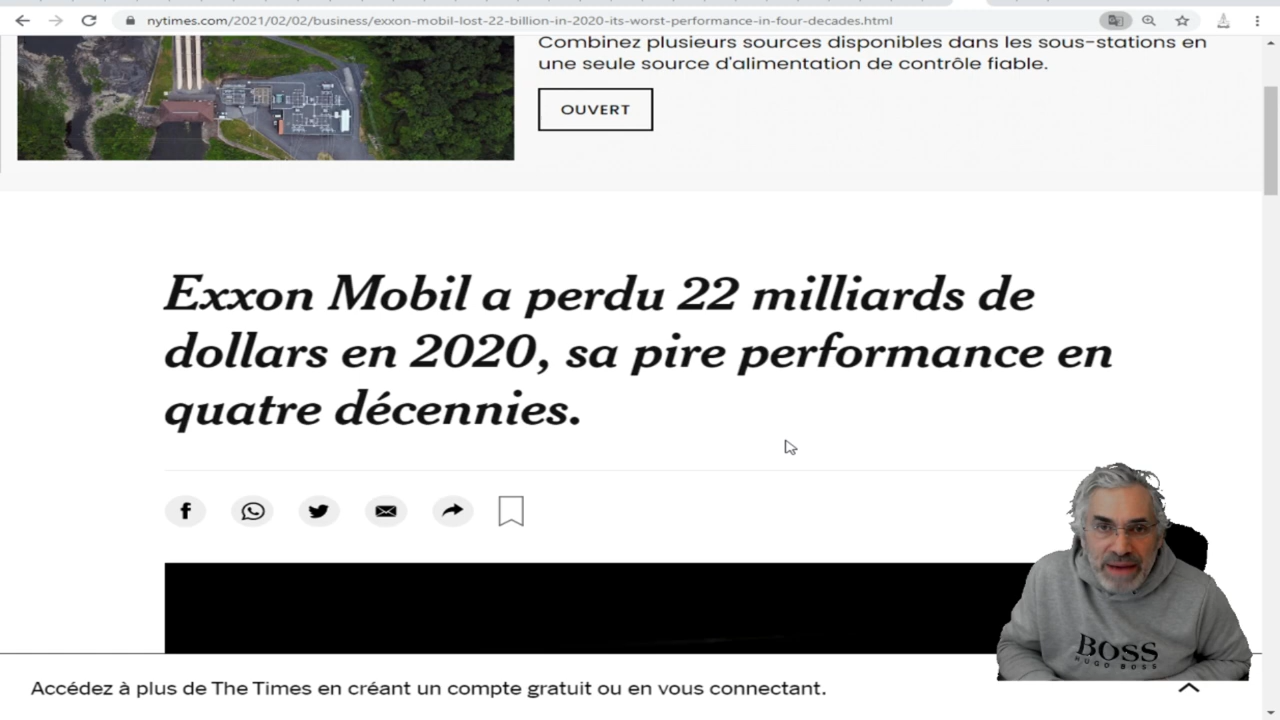 nytimes.com/2021/02/02/business/exxon-mobil-lost-22-billion-in-2020-its-worst-performance-in-four-decades.html
Combinez plusieurs sources disponibles dans les sous-stations en
une seule source d'alimentation de contrôle fiable.
OUVERT
Exxon Mobil a perdu 22 milliards de
dollars en 2020, sa pire performance en
quatre décennies.
BOSS
HUGO BOSS
Accédez à plus de The Times en créant un compte gratuit ou en vous connectant.